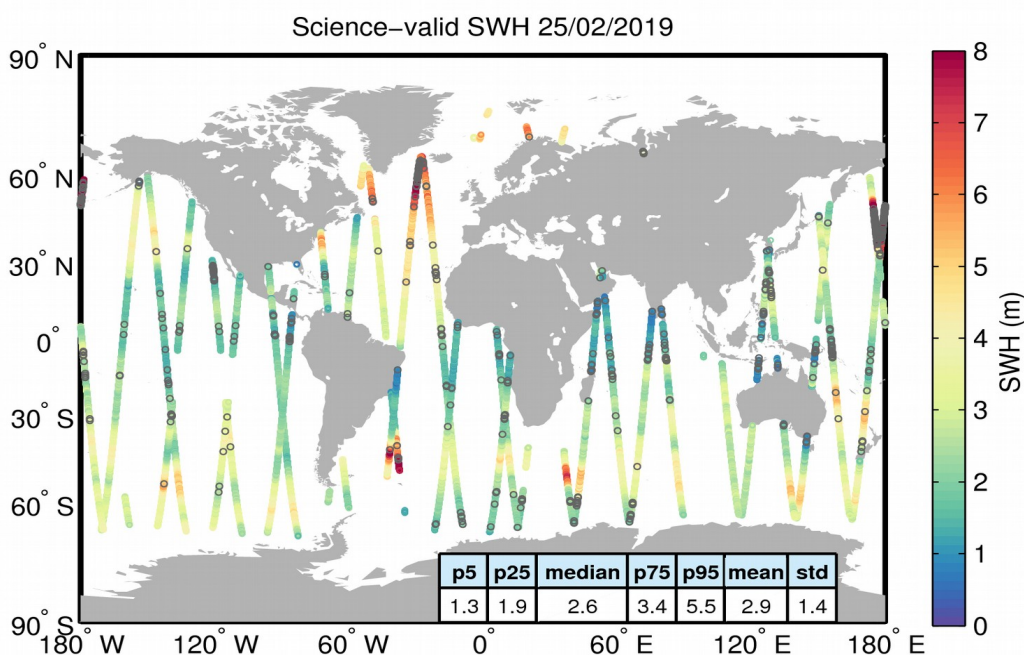 Science−valid SWH 25/02/2019
90° N
60° N
30° N
0°
30° S
60° S
90° S
180° W
120° W
60° W
0°
60° E
120° E
180° E
p5 p25 median p75 p95 mean std
1.3 1.9 2.6 3.4 5.5 2.9 1.4
8
7
6
5
4
3
2
1
0
SWH (m)